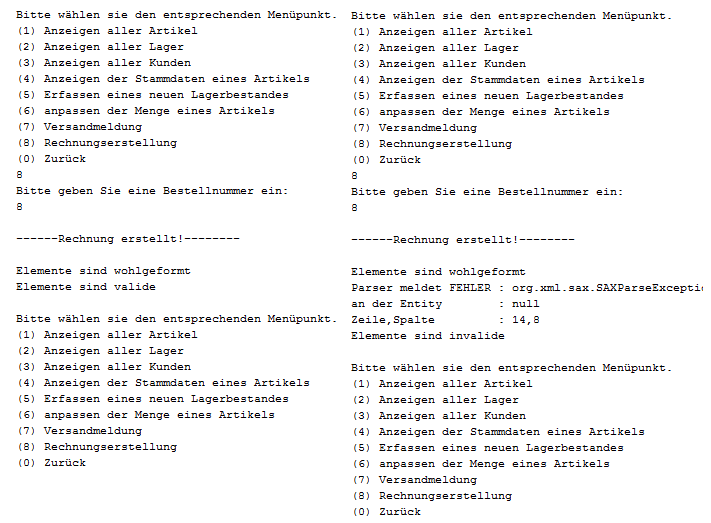 Bitte wählen sie den entsprechenden Menüpunkt.
(1) Anzeigen aller Artikel
(2) Anzeigen aller Lager
(3) Anzeigen aller Kunden
(4) Anzeigen der Stammdaten eines Artikels
(5) Erfassen eines neuen Lagerbestandes
(6) anpassen der Menge eines Artikels
(7) Versandmeldung
(8) Rechnungserstellung
(0) Zurück
8
Bitte geben Sie eine Bestellnummer ein:
8
------Rechnung erstellt!--------
Elemente sind wohlgeformt
Elemente sind valide
Bitte wählen sie den entsprechenden Menüpunkt.
(1) Anzeigen aller Artikel
(2) Anzeigen aller Lager
(3) Anzeigen aller Kunden
(4) Anzeigen der Stammdaten eines Artikels
(5) Erfassen eines neuen Lagerbestandes
(6) anpassen der Menge eines Artikels
(7) Versandmeldung
(8) Rechnungserstellung
(0) Zurück
Bitte wählen sie den entsprechenden Menüpunkt.
(1) Anzeigen aller Artikel
(2) Anzeigen aller Lager
(3) Anzeigen aller Kunden
(4) Anzeigen der Stammdaten eines Artikels
(5) Erfassen eines neuen Lagerbestandes
(6) anpassen der Menge eines Artikels
(7) Versandmeldung
(8) Rechnungserstellung
(0) Zurück
8
Bitte geben Sie eine Bestellnummer ein:
8
------Rechnung erstellt!--------
Elemente sind wohlgeformt
Parser meldet FEHLER : org.xml.sax.SAXParseExcepti
an der Entity : null
Zeile,Spalte : 14,8
Elemente sind invalide
Bitte wählen sie den entsprechenden Menüpunkt.
(1) Anzeigen aller Artikel
(2) Anzeigen aller Lager
(3) Anzeigen aller Kunden
(4) Anzeigen der Stammdaten eines Artikels
(5) Erfassen eines neuen Lagerbestandes
(6) anpassen der Menge eines Artikels
(7) Versandmeldung
(8) Rechnungserstellung
(0) Zurück